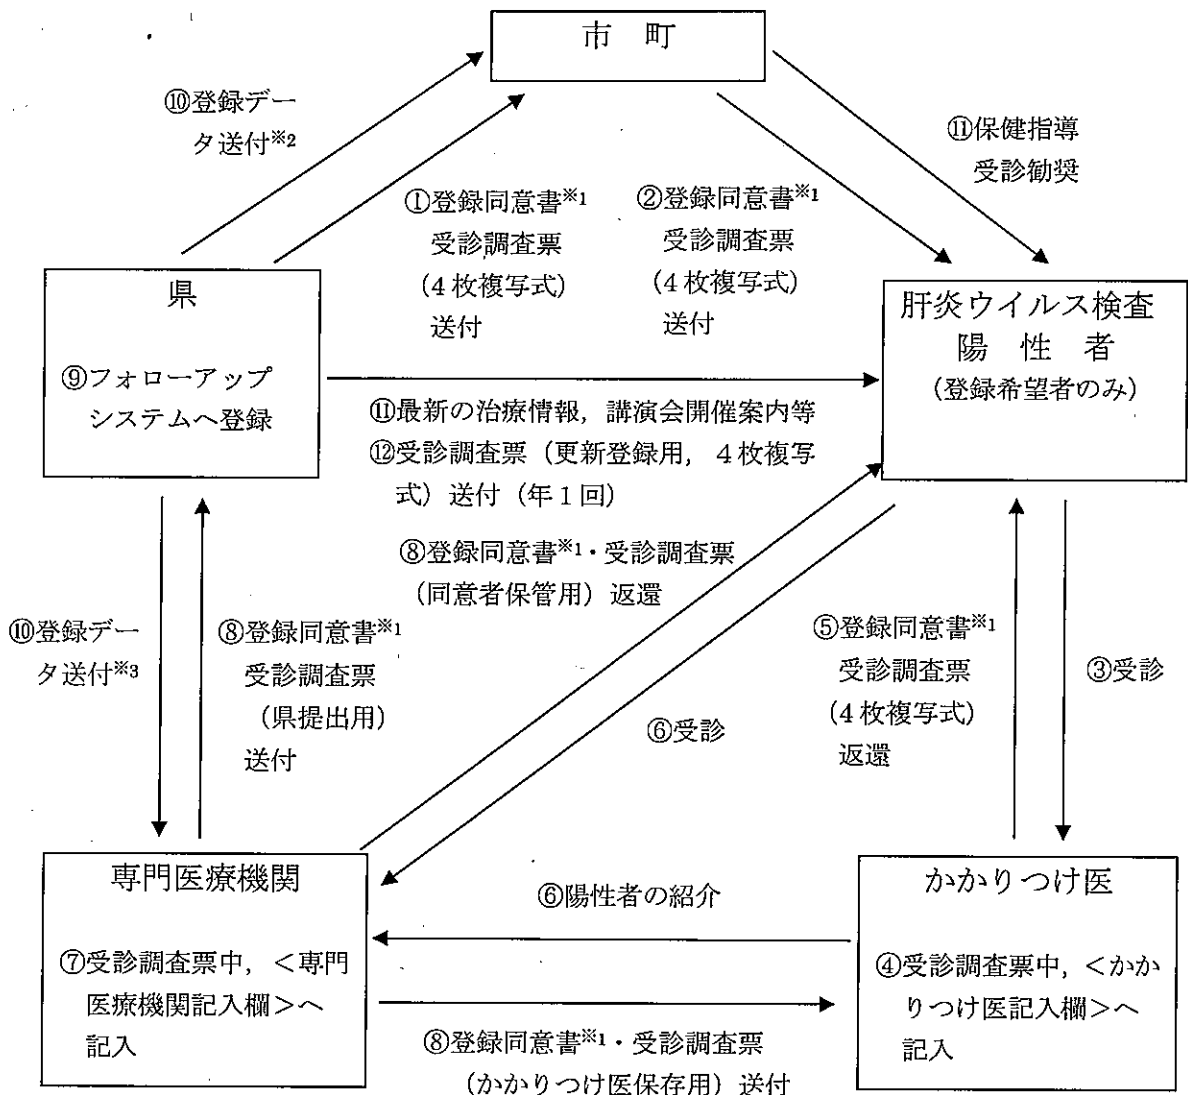 市　町
⑩登録デー
タ送付※2
⑪保健指導
受診勧奨
①登録同意書※1
受診調査票
(4枚複写式)
送付
②登録同意書※1
受診調査票
(4枚複写式)
送付
県
⑨フォローアップ
システムへ登録
肝炎ウイルス検査
陽　性　者
(登録希望者のみ)
⑪最新の治療情報，講演会開催案内等
⑫受診調査票（更新登録用，４枚複写
式）送付（年１回）
⑧登録同意書※1・受診調査票
(同意者保管用）返還
⑩登録デー
タ送付※3
⑧登録同意書※1
受診調査票
（県提出用）
送付
⑥受診
⑤登録同意書※1
受診調査票
(4枚複写式)
返還
③受診
専門医療機関
⑦受診調査票中，＜専門
医療機関記入欄＞へ
記入
⑥陽性者の紹介
⑧登録同意書※1・受診調査票
(かかりつけ医保存用）送付
かかりつけ医
④受診調査票中，＜かか
りつけ医記入欄＞へ
記入